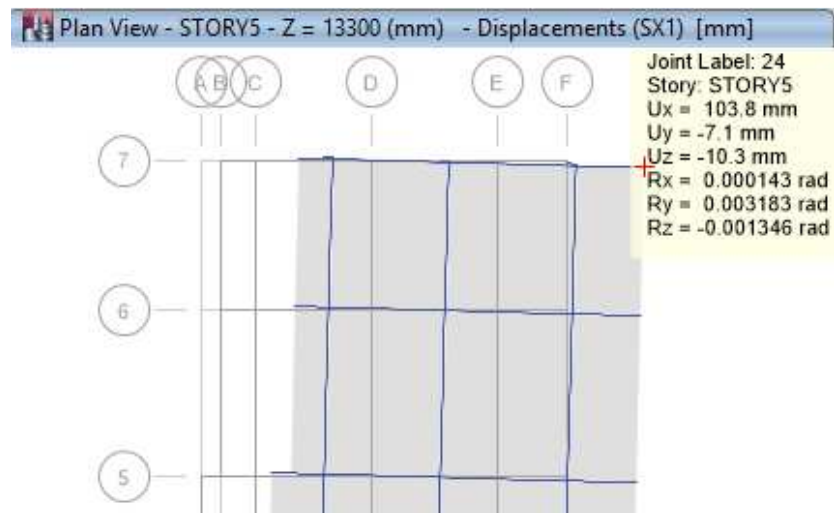 Plan View - STORY5 - Z = 13300 (mm) - Displacements (SX1) [mm]
A B C D E F
Joint Label: 24
Story: STORY5
Ux = 103.8 mm
Uy = -7.1 mm
Uz = -10.3 mm
Rx = 0.000143 rad
Ry = 0.003183 rad
Rz = -0.001346 rad
7
6
5